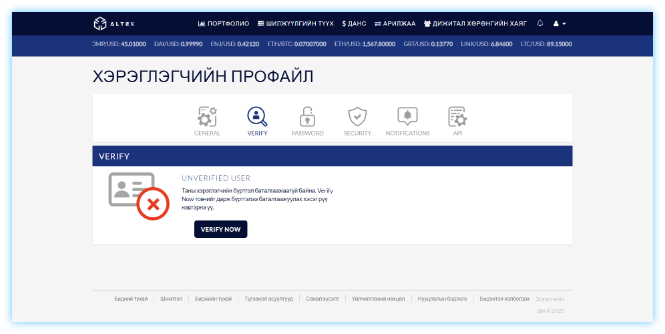 ALTEX
ПОРТФОЛИО ШИЛЖҮҮЛГИЙН ТҮҮХ $ ДАНС АРИЛЖАА ДИЖИТАЛ ХӨРӨНГИЙН ХАЯГ
OMP/USD: 45.01000 DAI/USD: 0.99990 ENJ/USD: 0.42120 ETH/BTC: 0.07007000 ETH/USD: 1,567.80000 GRT/USD: 0.13770 LINK/USD: 6.84600 LTC/USD: 89.15000
ХЭРЭГЛЭГЧИЙН ПРОФАЙЛ
GENERAL VERIFY PASSWORD SECURITY NOTIFICATIONS API
VERIFY
UNVERIFIED USER
Таны хэрэглэгчийн бүртгэл баталгаажаагүй байна. Verify
Now товчийг дарж бүртгэлээ баталгаажуулах хэсэг рүү
нэвтэрнэ үү.
VERIFY NOW
Бидний тухай Шимтгэл Биржийн тухай Түгээмэл асуултууд Санал хүсэлт Үйлчилгээний нөхцөл Нууцлалын бодлого Бидэнтэй холбогдох
© 2023